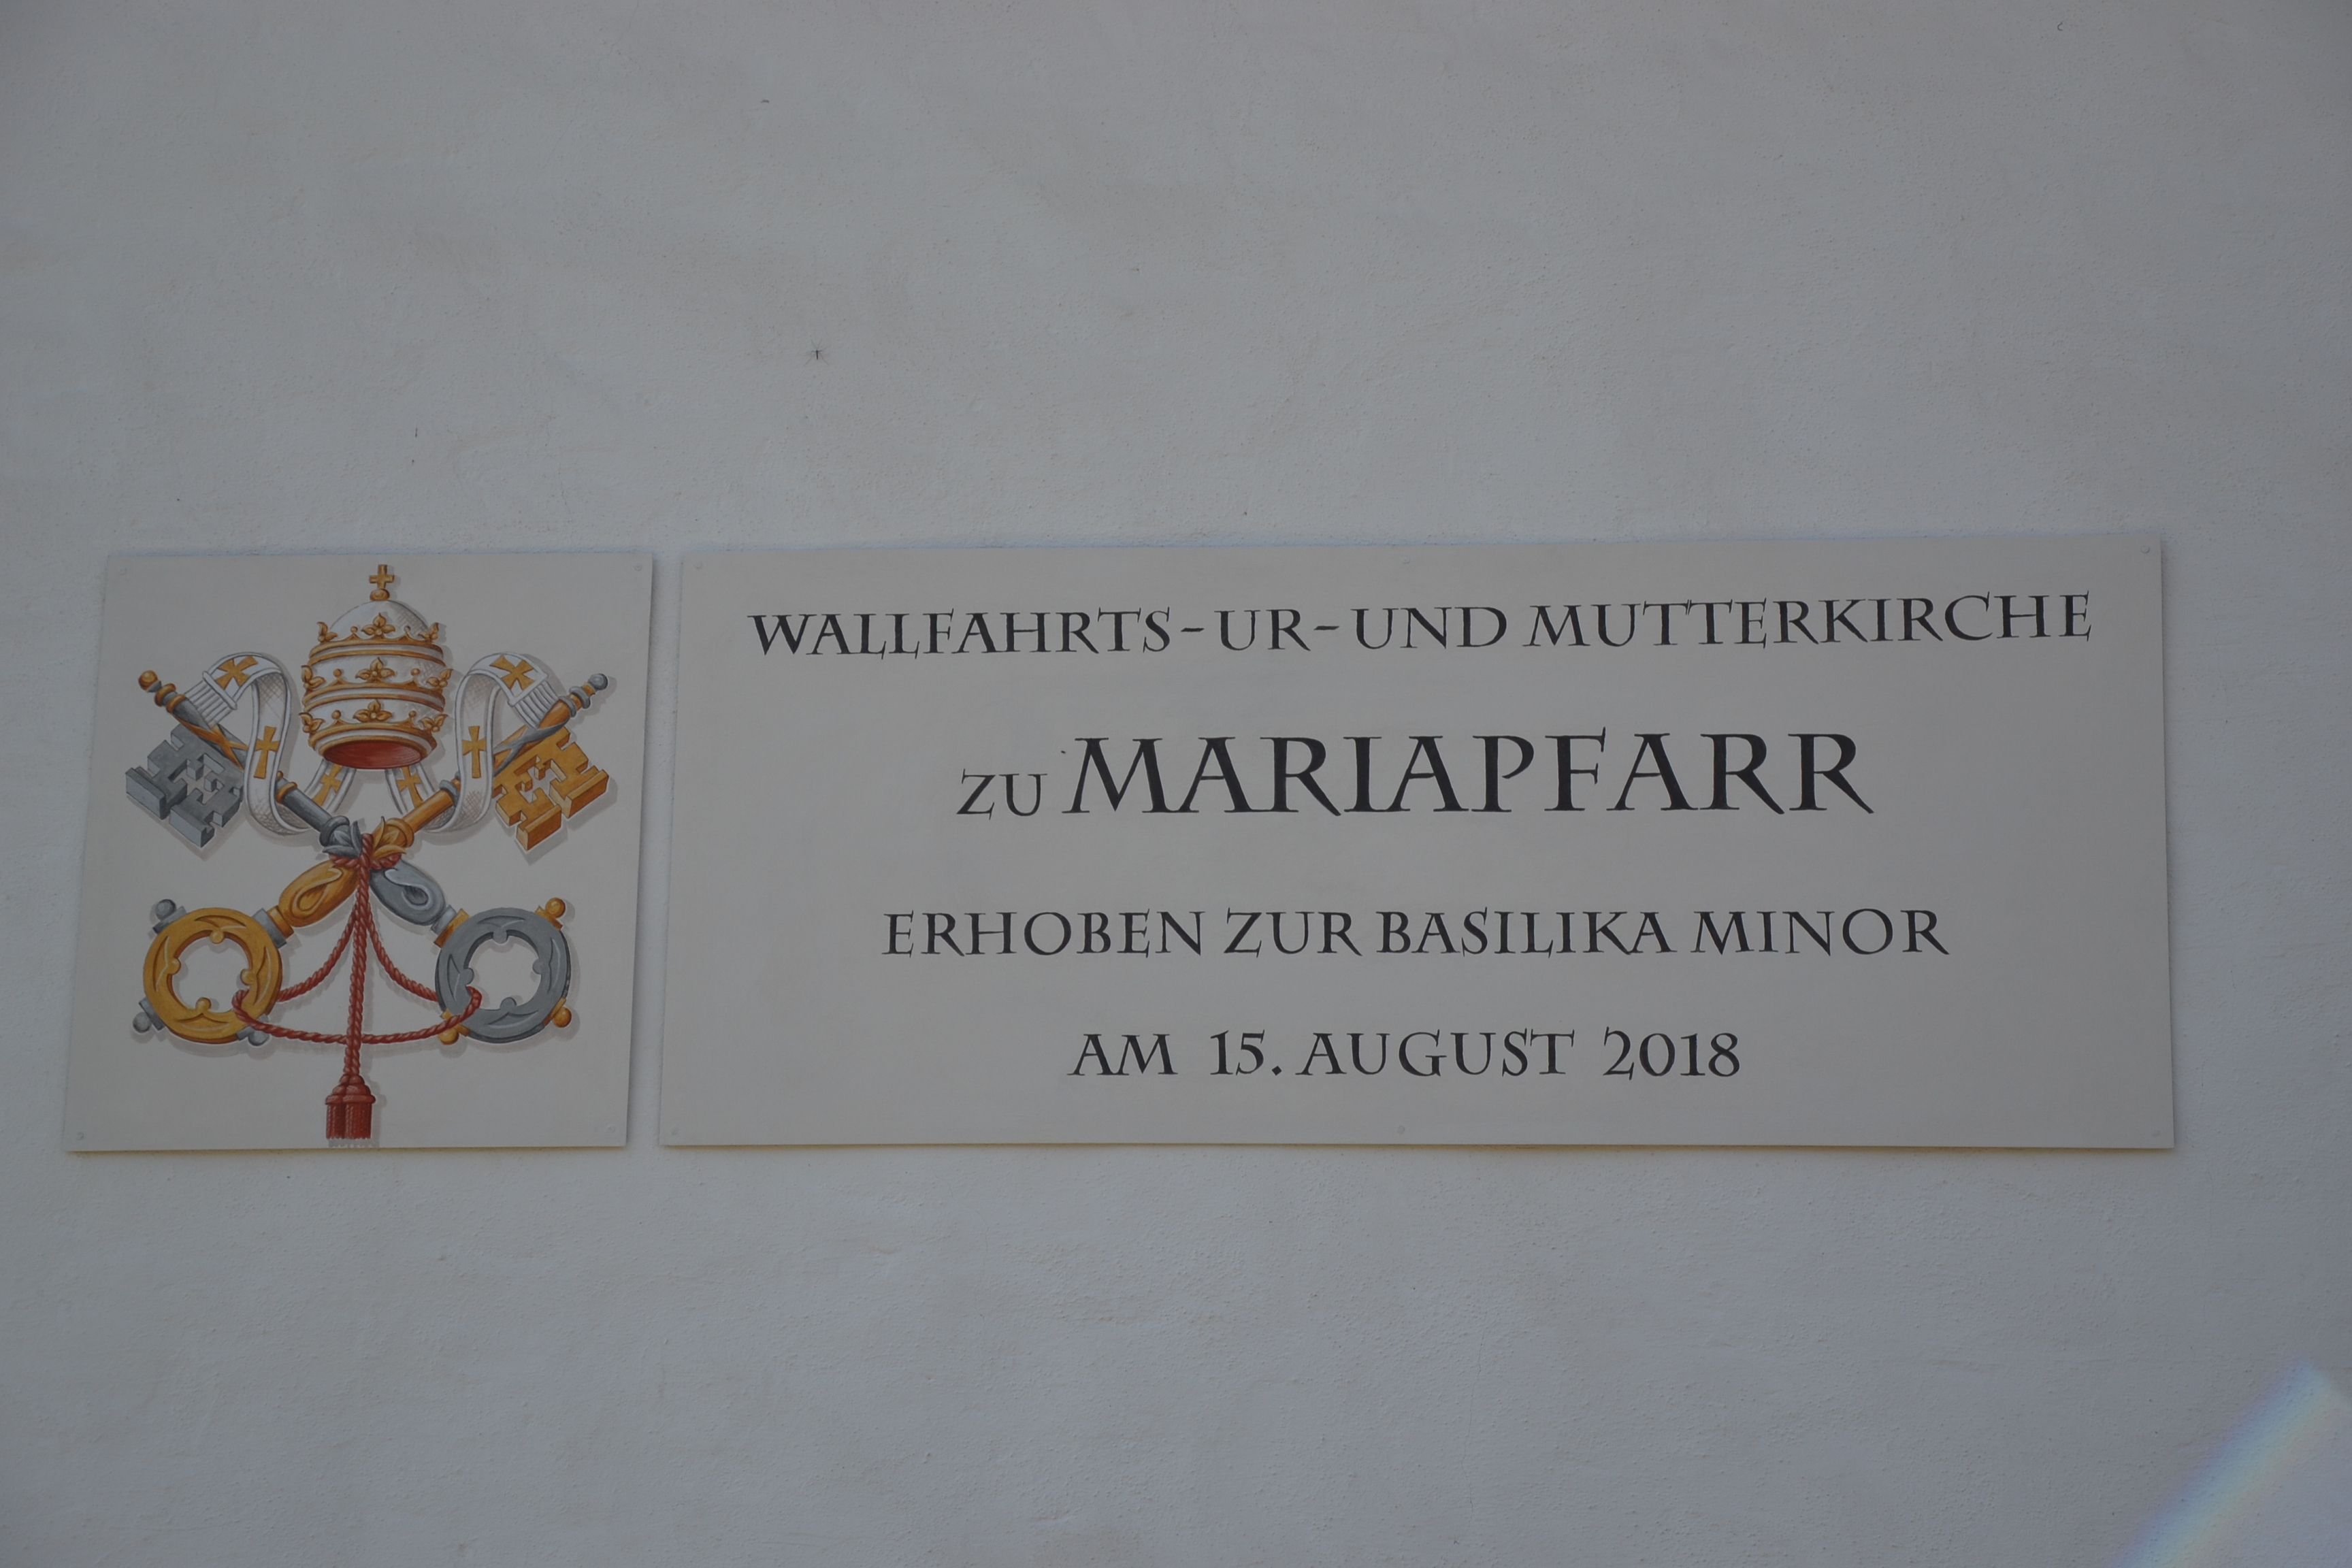 WALLFAHRTS-UR-UND MUTTERKIRCHE
ZU MARIAPFARR
ERHOBEN ZUR BASILIKA MINOR
AM 15. AUGUST 2018